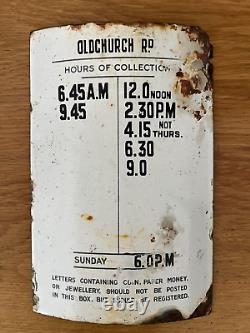 OLDCHURCH RD
HOURS OF COLLECTION
6.45 A.M 12.0 NOON
9.45 2.30 P.M
4.15 NOT THURS.
6.30
9.0
SUNDAY 6.0 P.M
LETTERS CONTAINING COIN, PAPER MONEY,
OR JEWELLERY, SHOULD NOT BE POSTED
IN THIS BOX, BUT BE REGISTERED.